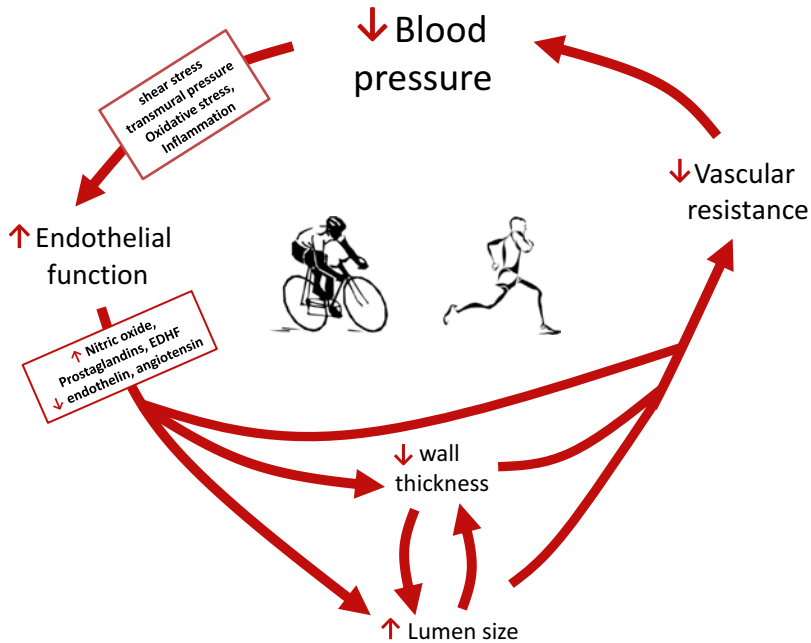 ↓ Blood
pressure
shear stress
transmural pressure
Oxidative stress,
Inflammation
↑ Endothelial
function
↑ Nitric oxide,
Prostaglandins, EDHF
↓ endothelin, angiotensin
↓ wall
thickness
↑ Lumen size
↓ Vascular
resistance